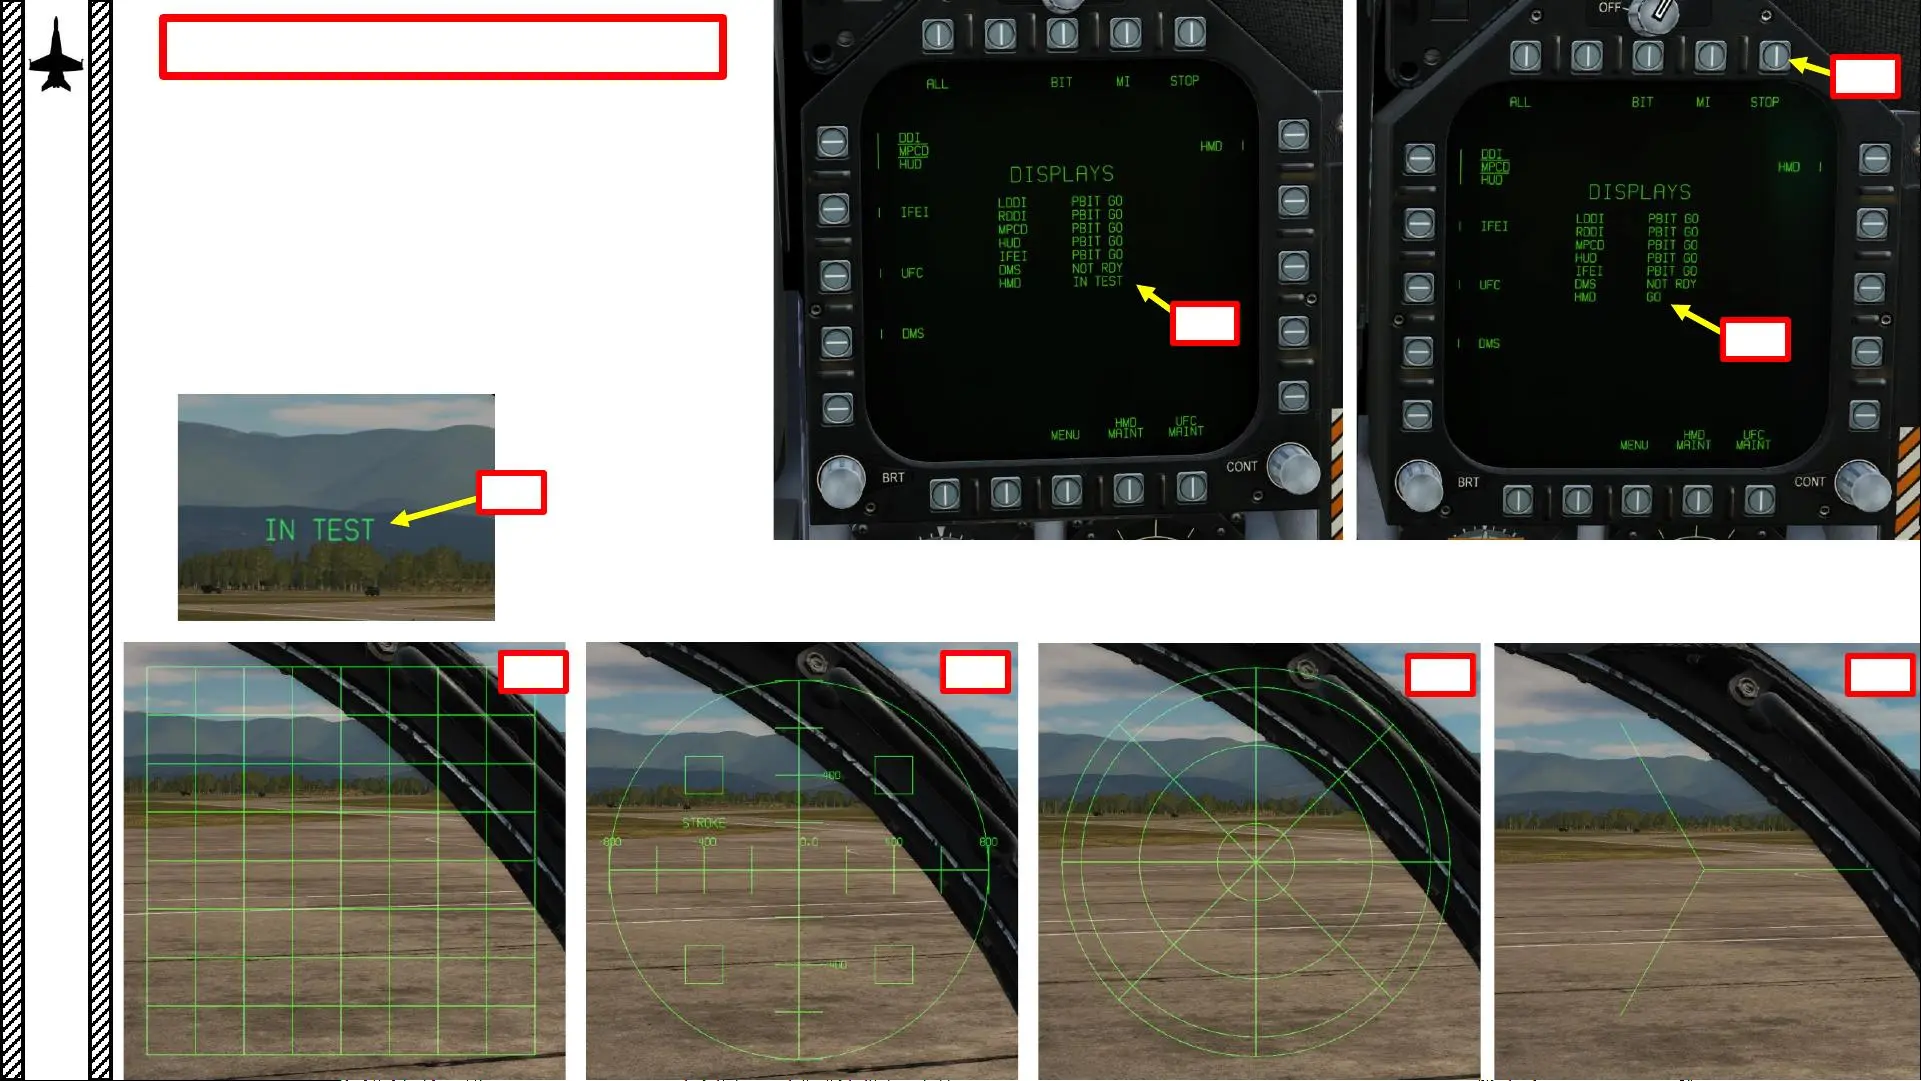 ALL BIT MI STOP
DDI
MPCD
HUD
HMD
DISPLAYS
LDDI PBIT GO
RDDI PBIT GO
MPCD PBIT GO
HUD PBIT GO
IFEI PBIT GO
DMS NOT RDY
HMD IN TEST
IFEI
UFC
DMS
MENU
HMD
MAINT
UFC
MAINT
BRT
CONT
OFF
ALL BIT MI STOP
DDI
MPCD
HUD
HMD
DISPLAYS
LDDI PBIT GO
RDDI PBIT GO
MPCD PBIT GO
HUD PBIT GO
IFEI PBIT GO
DMS NOT RDY
HMD GO
IFEI
UFC
DMS
MENU
HMD
MAINT
UFC
MAINT
BRT
CONT
IN TEST
400
STROKE
800 400 0.0 800
400